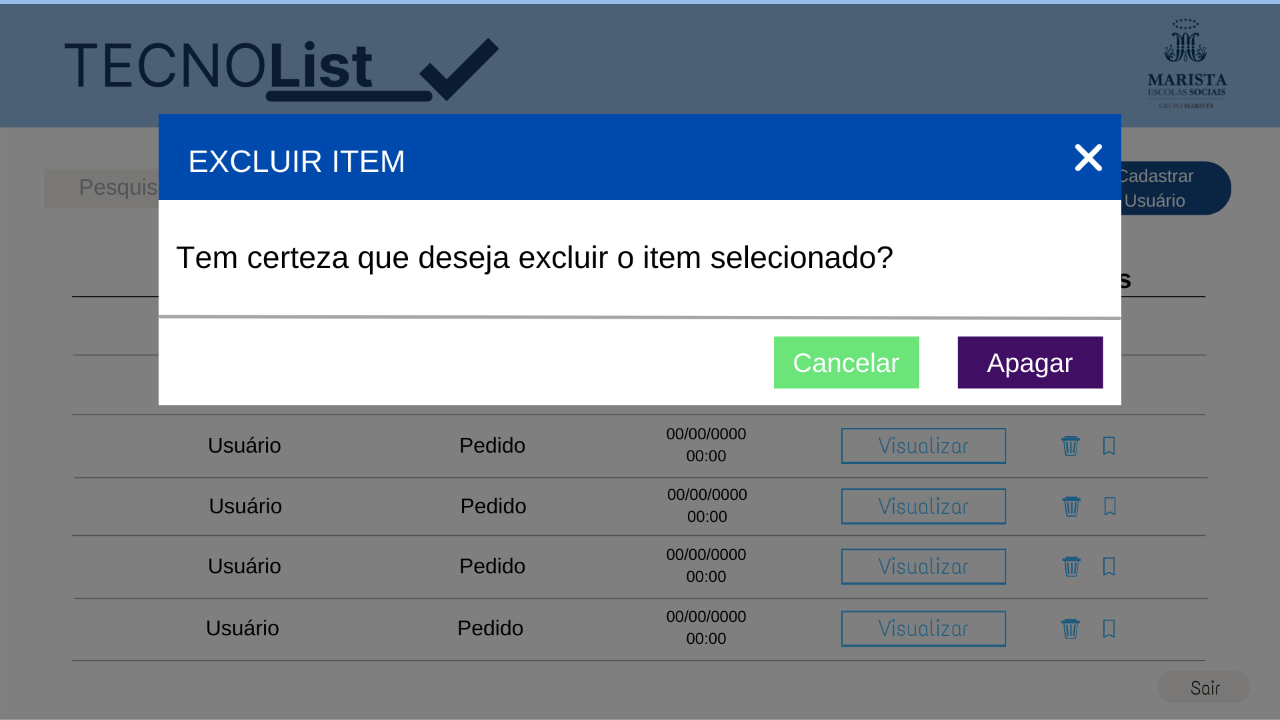 TECNOList
MARISTA
ESCOLAS SOCIAIS
GRUPO MARISTA
EXCLUIR ITEM
Pesquis
Cadastrar
Usuário
Tem certeza que deseja excluir o item selecionado?
s
Cancelar
Apagar
Usuário Pedido 00/00/0000 Visualizar
00:00
Usuário Pedido 00/00/0000 Visualizar
00:00
Usuário Pedido 00/00/0000 Visualizar
00:00
Usuário Pedido 00/00/0000 Visualizar
00:00
Sair